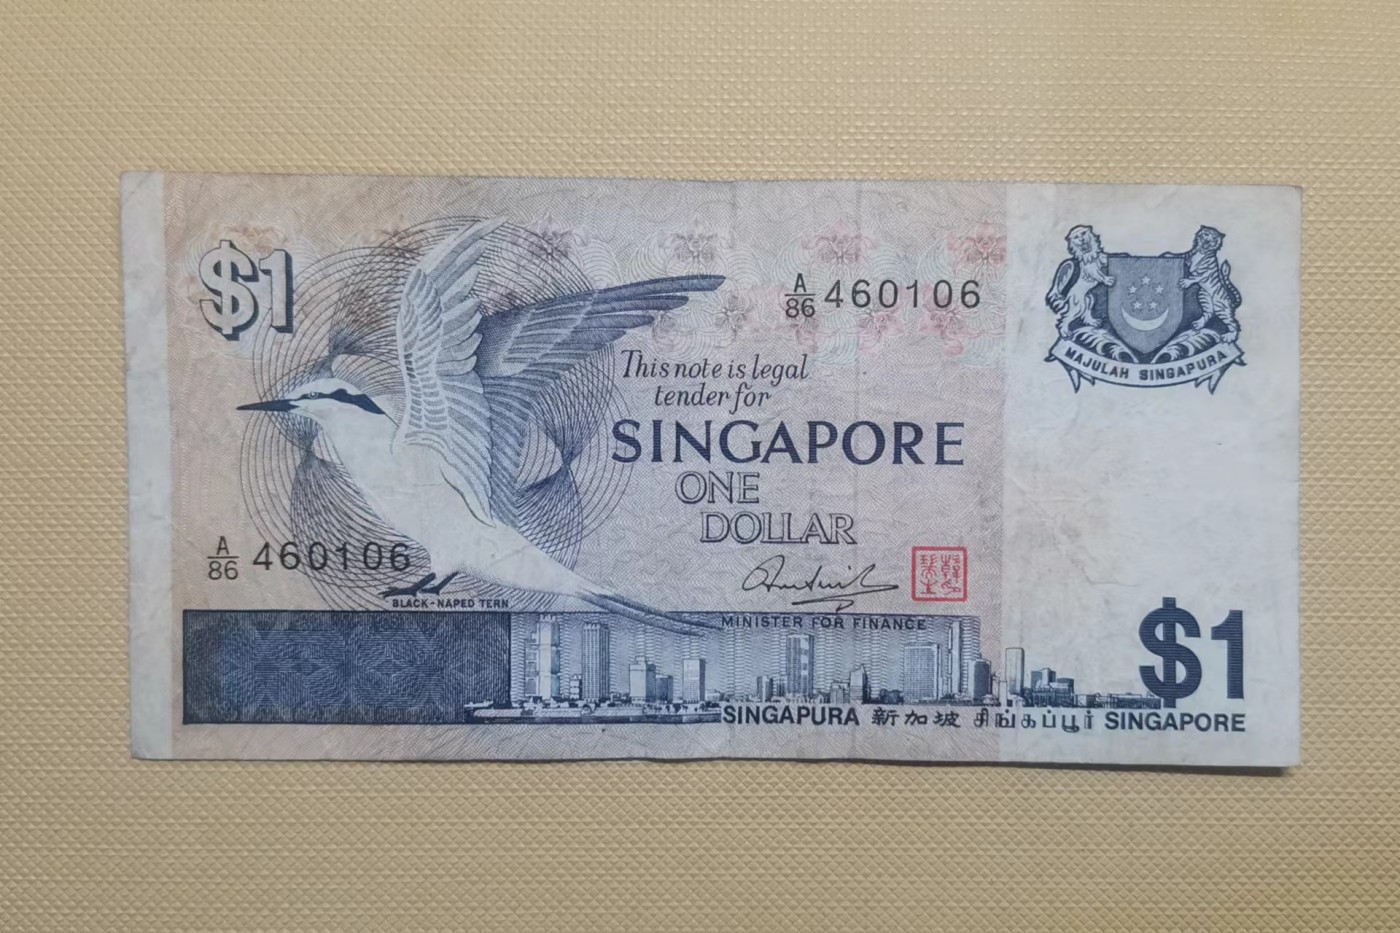 $1
A
86 460106
MAJULAH SINGAPURA
This note is legal
tender for
SINGAPORE
ONE
DOLLAR
A
86 460106
BLACK-NAPED TERN
MINISTER FOR FINANCE
$1
SINGAPURA 新加坡 சிங்கப்பூர் SINGAPORE